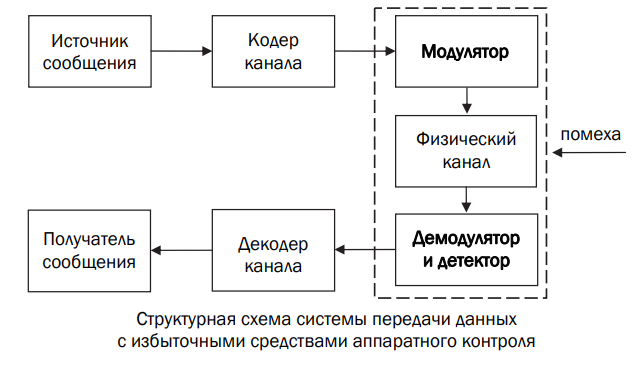 Источник
сообщения
Кодер
канала
Модулятор
Физический
канал
помеха
Получатель
сообщения
Декодер
канала
Демодулятор
и детектор
Структурная схема системы передачи данных
с избыточными средствами аппаратного контроля